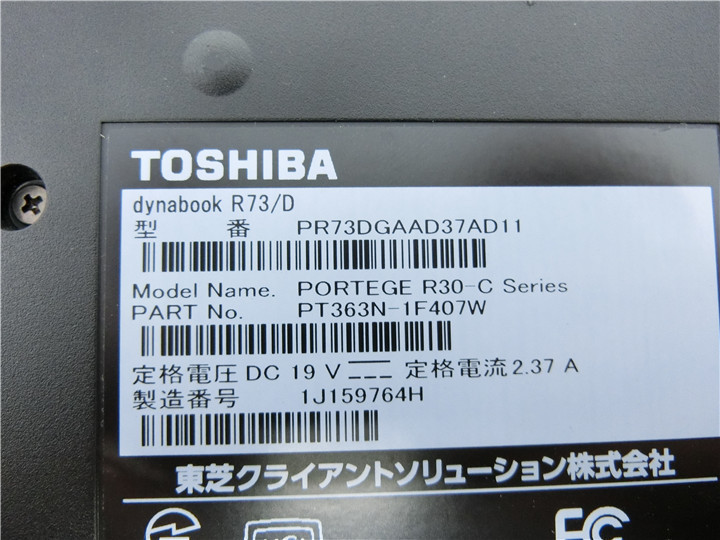 TOSHIBA
dynabook R73/D
型 番 PR73DGAAD37AD11
Model Name. PORTEGE R30-C Series
PART No. PT363N-1F407W
定格電圧 DC 19 V 定格電流 2.37 A
製造番号 1J159764H
東芝クライアントソリューション株式会社
FC